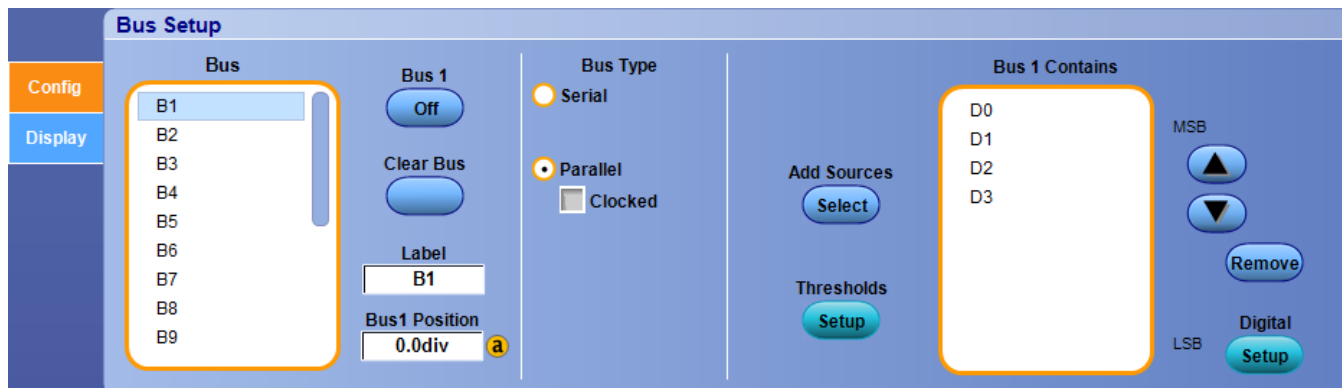 Bus Setup
Config
Display
Bus
B1
B2
B3
B4
B5
B6
B7
B8
B9
Bus 1
Off
Clear Bus
Label
B1
Bus1 Position
0.0div a
Bus Type
Serial
Parallel
Clocked
Add Sources
Select
Thresholds
Setup
Bus 1 Contains
D0
D1
D2
D3
MSB
Remove
LSB
Digital
Setup